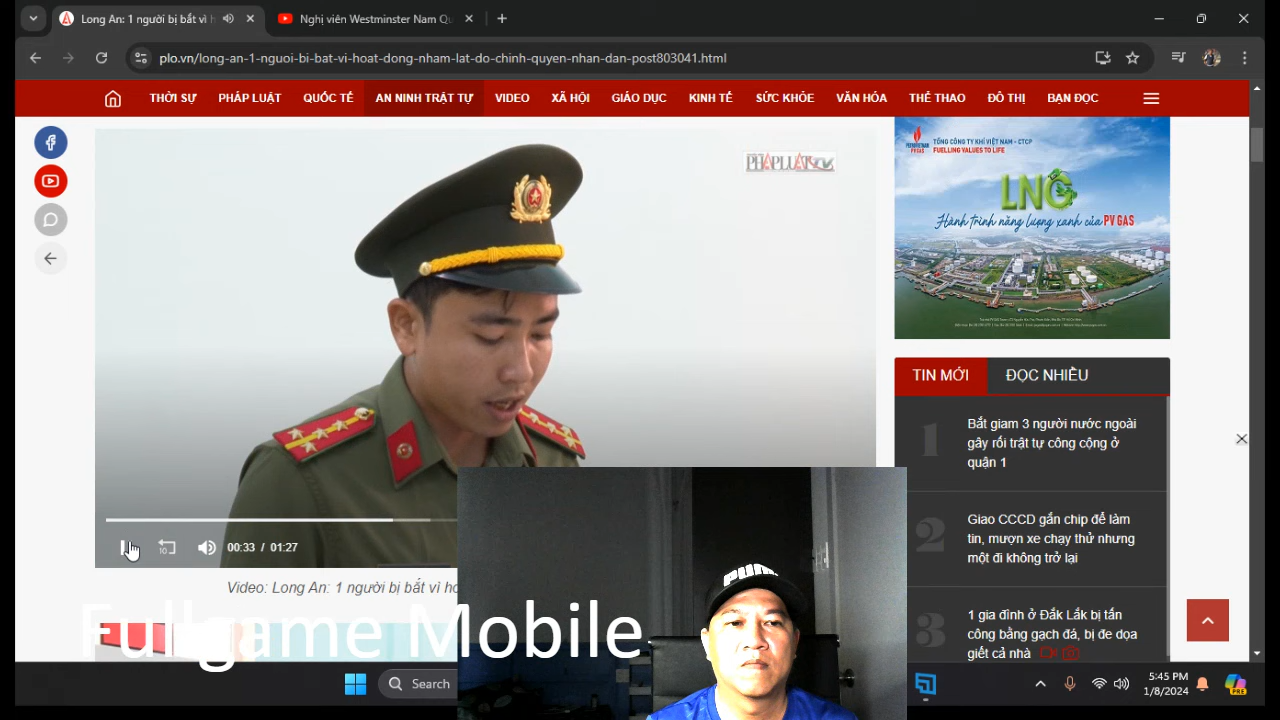 Long An: 1 người bị bắt vì h
Nghị viên Westminster Nam Qu
plo.vn/long-an-1-nguoi-bi-bat-vi-hoat-dong-nham-lat-do-chinh-quyen-nhan-dan-post803041.html
THỜI SỰ PHÁP LUẬT QUỐC TẾ AN NINH TRẬT TỰ VIDEO XÃ HỘI GIÁO DỤC KINH TẾ SỨC KHỎE VĂN HÓA THỂ THAO ĐÔ THỊ BẠN ĐỌC
PHÁPLUẬTTV
TỔNG CÔNG TY KHÍ VIỆT NAM - CTCP
FUELLING VALUES TO LIFE
LNG
Hành trình năng lượng xanh của PV GAS
TIN MỚI ĐỌC NHIỀU
1
Bắt giam 3 người nước ngoài
gây rối trật tự công cộng ở
quận 1
2
Giao CCCD gắn chip để làm
tin, mượn xe chạy thử nhưng
một đi không trở lại
3
1 gia đình ở Đắk Lắk bị tấn
công bằng gạch đá, bị đe dọa
giết cả nhà
10
00:33 / 01:27
Video: Long An: 1 người bị bắt vì ho
Fullgame Mobile
PUMA
Search
5:45 PM
1/8/2024
PRE